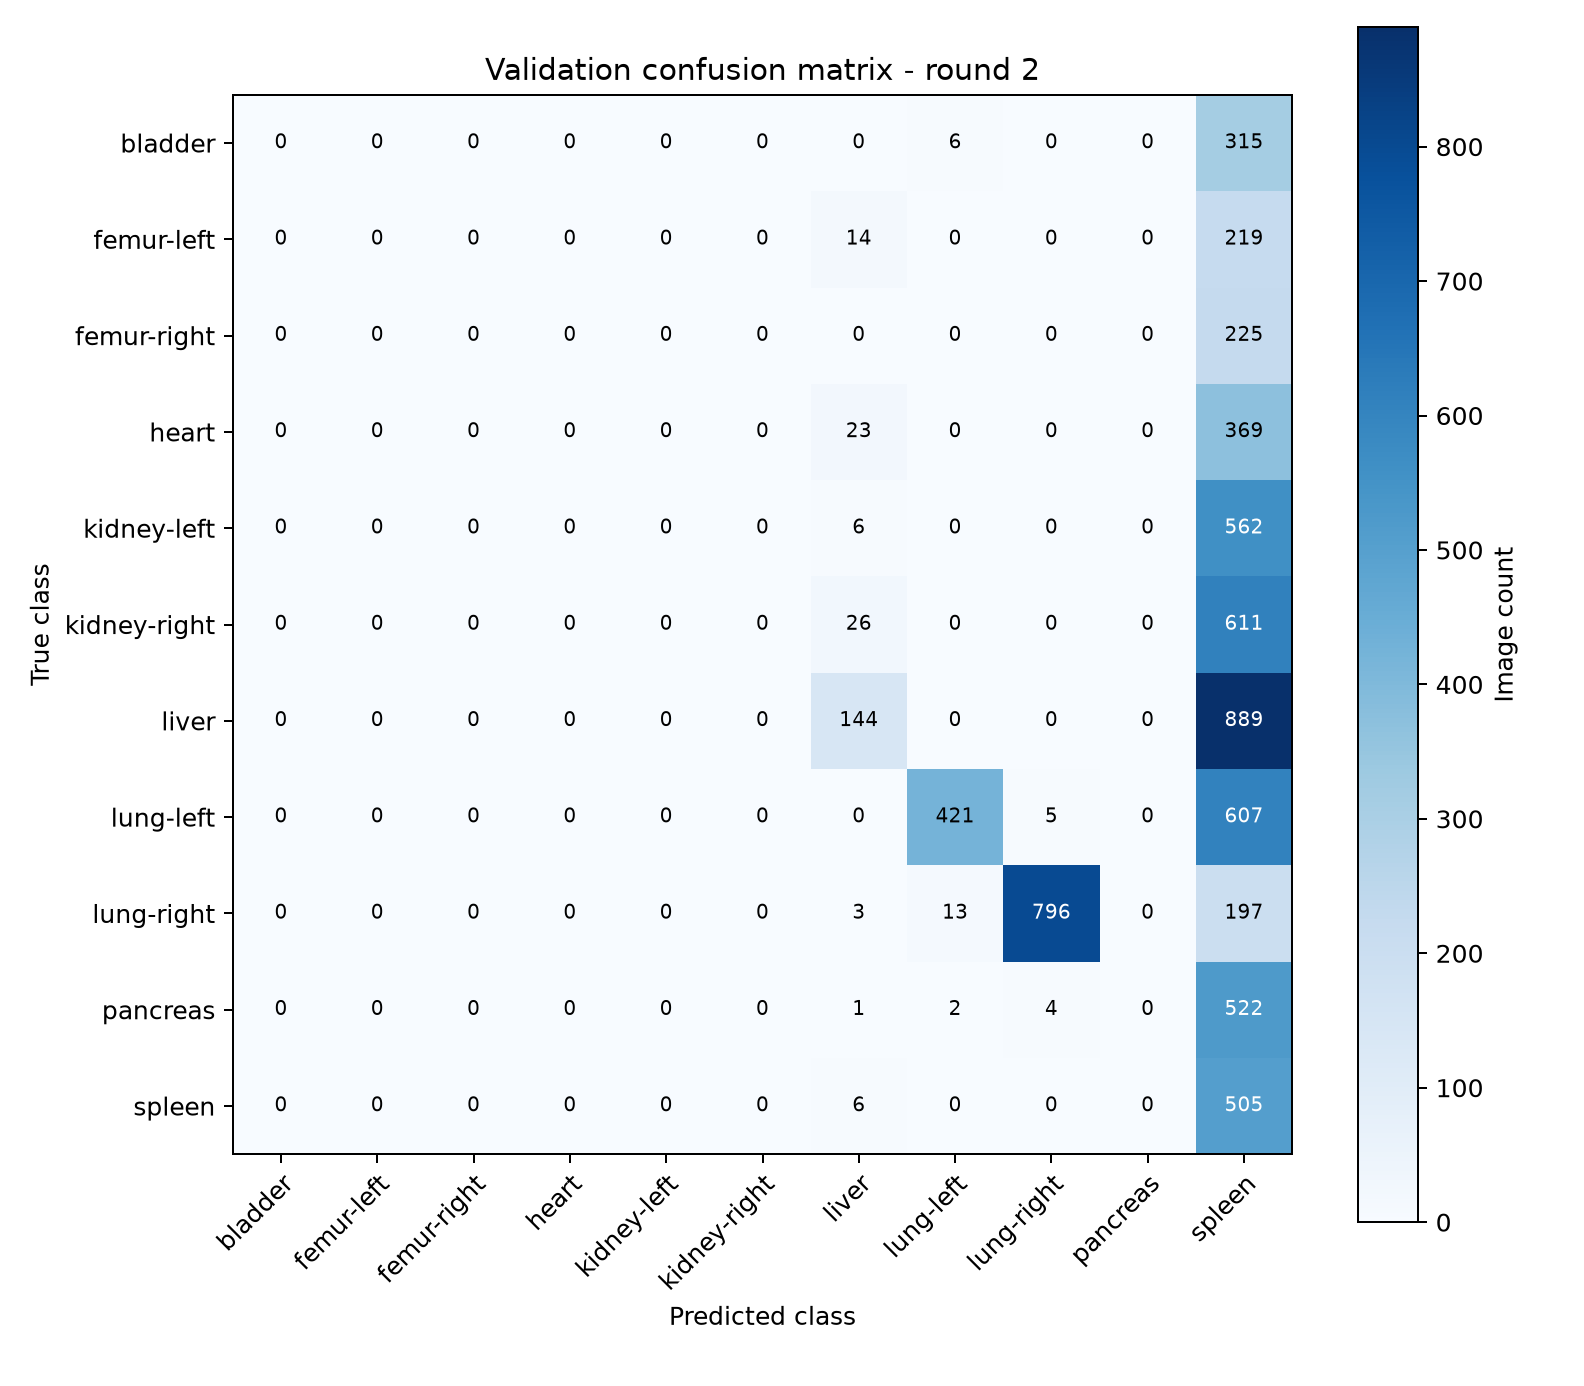 Validation confusion matrix - round 2
bladder 0 0 0 0 0 0 0 6 0 0 315
femur-left 0 0 0 0 0 0 14 0 0 0 219
femur-right 0 0 0 0 0 0 0 0 0 0 225
heart 0 0 0 0 0 0 23 0 0 0 369
kidney-left 0 0 0 0 0 0 6 0 0 0 562
kidney-right 0 0 0 0 0 0 26 0 0 0 611
liver 0 0 0 0 0 0 144 0 0 0 889
lung-left 0 0 0 0 0 0 0 421 5 0 607
lung-right 0 0 0 0 0 0 3 13 796 0 197
pancreas 0 0 0 0 0 0 1 2 4 0 522
spleen 0 0 0 0 0 0 6 0 0 0 505
bladder femur-left femur-right heart kidney-left kidney-right liver lung-left lung-right pancreas spleen
Predicted class
True class
800
700
600
500
400
300
200
100
0
Image count